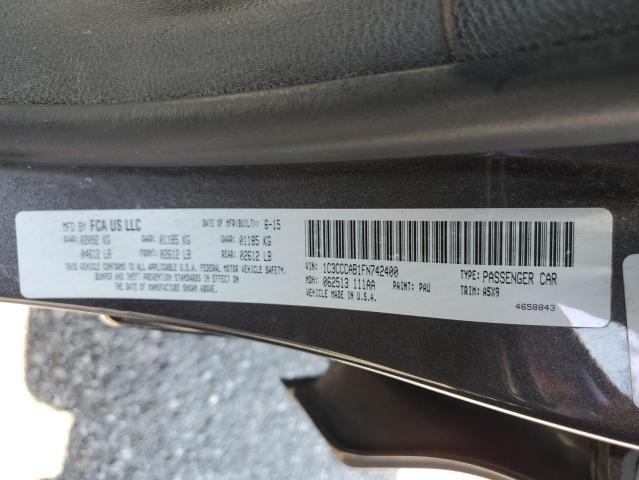 MFD BY FCA US LLC DATE OF MFR(BUILT): 6-15
GVWR: 02092 KG GAWR: 01185 KG GAWR: 01185 KG
04612 LB FRONT: 02612 LB REAR: 02612 LB
THIS VEHICLE CONFORMS TO ALL APPLICABLE U.S.A. FEDERAL MOTOR VEHICLE SAFETY,
BUMPER AND THEFT PREVENTION STANDARDS IN EFFECT ON
THE DATE OF MANUFACTURE SHOWN ABOVE.
VIN: 1C3CCCAB1FN742400 TYPE: PASSENGER CAR
MDH: 062513 111AA PAINT: PAU TRIM: A5X9
VEHICLE MADE IN U.S.A.
4658843